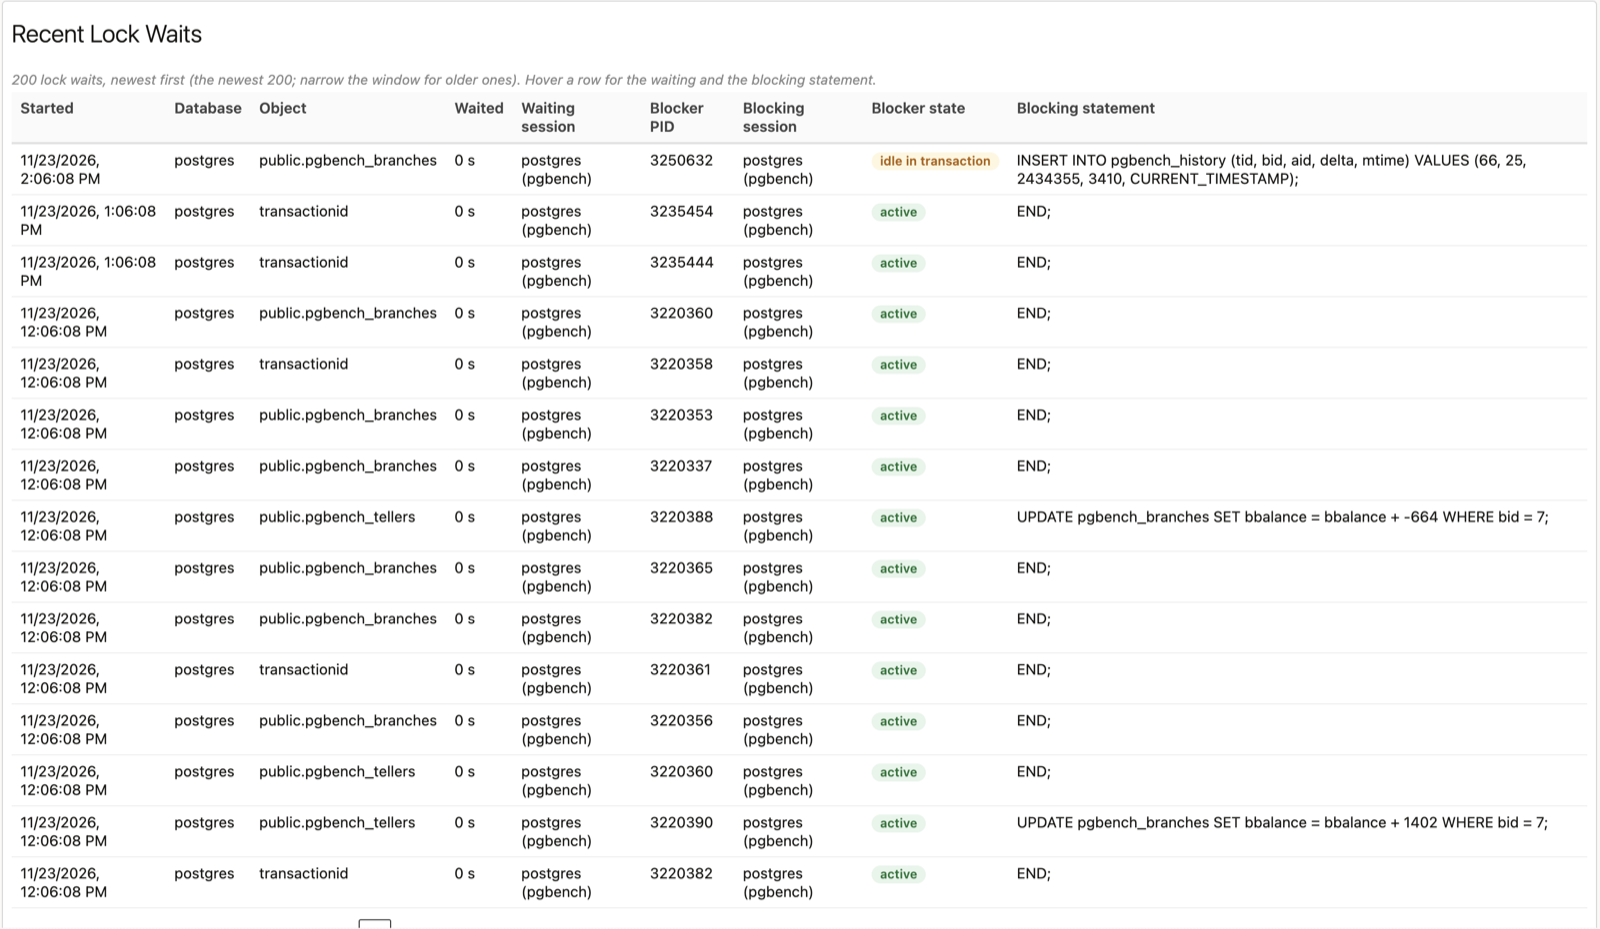 Recent Lock Waits
200 lock waits, newest first (the newest 200; narrow the window for older ones). Hover a row for the waiting and the blocking statement.
Started Database Object Waited Waiting session Blocker PID Blocking session Blocker state Blocking statement
11/23/2026, 2:06:08 PM postgres public.pgbench_branches 0 s postgres (pgbench) 3250632 postgres (pgbench) idle in transaction INSERT INTO pgbench_history (tid, bid, aid, delta, mtime) VALUES (66, 25, 2434355, 3410, CURRENT_TIMESTAMP);
11/23/2026, 1:06:08 PM postgres transactionid 0 s postgres (pgbench) 3235454 postgres (pgbench) active END;
11/23/2026, 1:06:08 PM postgres transactionid 0 s postgres (pgbench) 3235444 postgres (pgbench) active END;
11/23/2026, 12:06:08 PM postgres public.pgbench_branches 0 s postgres (pgbench) 3220360 postgres (pgbench) active END;
11/23/2026, 12:06:08 PM postgres transactionid 0 s postgres (pgbench) 3220358 postgres (pgbench) active END;
11/23/2026, 12:06:08 PM postgres public.pgbench_branches 0 s postgres (pgbench) 3220353 postgres (pgbench) active END;
11/23/2026, 12:06:08 PM postgres public.pgbench_branches 0 s postgres (pgbench) 3220337 postgres (pgbench) active END;
11/23/2026, 12:06:08 PM postgres public.pgbench_tellers 0 s postgres (pgbench) 3220388 postgres (pgbench) active UPDATE pgbench_branches SET bbalance = bbalance + -664 WHERE bid = 7;
11/23/2026, 12:06:08 PM postgres public.pgbench_branches 0 s postgres (pgbench) 3220365 postgres (pgbench) active END;
11/23/2026, 12:06:08 PM postgres public.pgbench_branches 0 s postgres (pgbench) 3220382 postgres (pgbench) active END;
11/23/2026, 12:06:08 PM postgres transactionid 0 s postgres (pgbench) 3220361 postgres (pgbench) active END;
11/23/2026, 12:06:08 PM postgres public.pgbench_branches 0 s postgres (pgbench) 3220356 postgres (pgbench) active END;
11/23/2026, 12:06:08 PM postgres public.pgbench_tellers 0 s postgres (pgbench) 3220360 postgres (pgbench) active END;
11/23/2026, 12:06:08 PM postgres public.pgbench_tellers 0 s postgres (pgbench) 3220390 postgres (pgbench) active UPDATE pgbench_branches SET bbalance = bbalance + 1402 WHERE bid = 7;
11/23/2026, 12:06:08 PM postgres transactionid 0 s postgres (pgbench) 3220382 postgres (pgbench) active END;